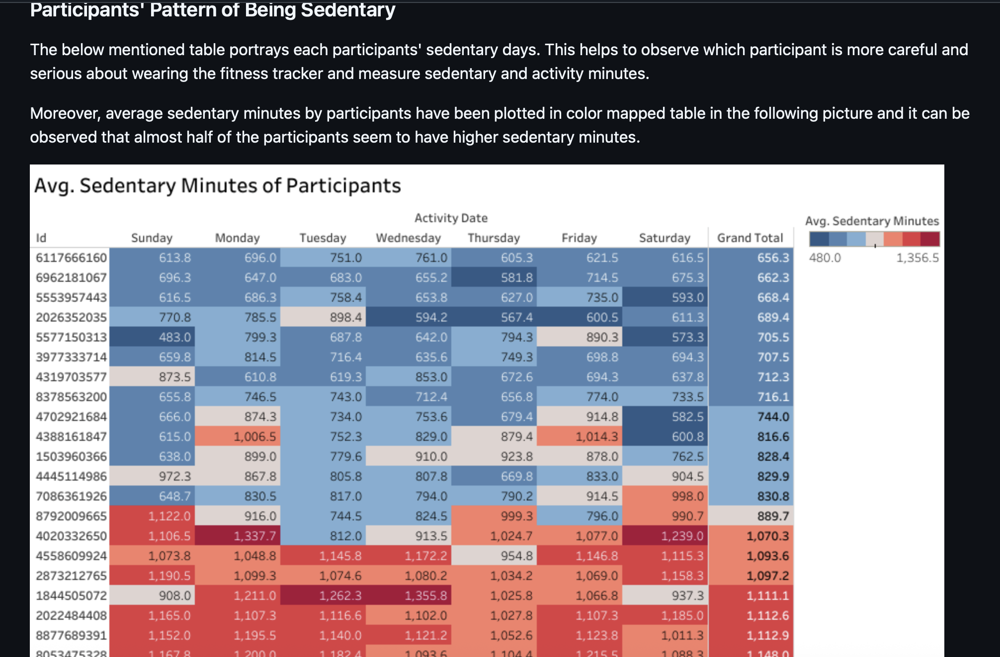 Participants' Pattern of Being Sedentary
The below mentioned table portrays each participants' sedentary days. This helps to observe which participant is more careful and
serious about wearing the fitness tracker and measure sedentary and activity minutes.
Moreover, average sedentary minutes by participants have been plotted in color mapped table in the following picture and it can be
observed that almost half of the participants seem to have higher sedentary minutes.
Avg. Sedentary Minutes of Participants
Activity Date
Avg. Sedentary Minutes
Id Sunday Monday Tuesday Wednesday Thursday Friday Saturday Grand Total
480.0 1,356.5
6117666160 613.8 696.0 751.0 761.0 605.3 621.5 616.5 656.3
6962181067 696.3 647.0 683.0 655.2 581.8 714.5 675.3 662.3
5553957443 616.5 686.3 758.4 653.8 627.0 735.0 593.0 668.4
2026352035 770.8 785.5 898.4 594.2 567.4 600.5 611.3 689.4
5577150313 483.0 799.3 687.8 642.0 794.3 890.3 573.3 705.5
3977333714 659.8 814.5 716.4 635.6 749.3 698.8 694.3 707.5
4319703577 873.5 610.8 619.3 853.0 672.6 694.3 637.8 712.3
8378563200 655.8 746.5 743.0 712.4 656.8 774.0 733.5 716.1
4702921684 666.0 874.3 734.0 753.6 679.4 914.8 582.5 744.0
4388161847 615.0 1,006.5 752.3 829.0 879.4 1,014.3 600.8 816.6
1503960366 638.0 899.0 779.6 910.0 923.8 878.0 762.5 828.4
4445114986 972.3 867.8 805.8 807.8 669.8 833.0 904.5 829.9
7086361926 648.7 830.5 817.0 794.0 790.2 914.5 998.0 830.8
8792009665 1,122.0 916.0 744.5 824.5 999.3 796.0 990.7 889.7
4020332650 1,106.5 1,337.7 812.0 913.5 1,024.7 1,077.0 1,239.0 1,070.3
4558609924 1,073.8 1,048.8 1,145.8 1,172.2 954.8 1,146.8 1,115.3 1,093.6
2873212765 1,190.5 1,099.3 1,074.6 1,080.2 1,034.2 1,069.0 1,158.3 1,097.2
1844505072 908.0 1,211.0 1,262.3 1,355.8 1,025.8 1,066.8 937.3 1,111.1
2022484408 1,165.0 1,107.3 1,116.6 1,102.0 1,027.8 1,107.3 1,185.0 1,112.6
8877689391 1,152.0 1,195.5 1,140.0 1,121.2 1,052.6 1,123.8 1,011.3 1,112.9
8053475328 1,167.8 1,200.0 1,182.4 1,093.6 1,104.4 1,215.5 1,088.3 1,148.0